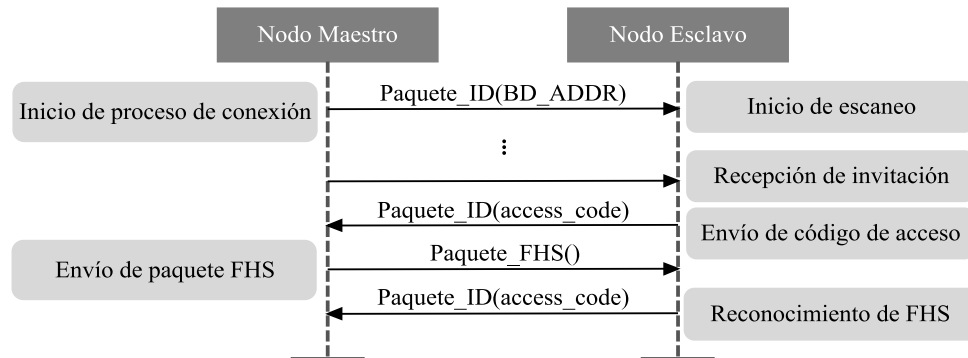 Nodo Maestro
Nodo Esclavo
Inicio de proceso de conexión
Paquete_ID(BD_ADDR)
Inicio de escaneo
...
Recepción de invitación
Paquete_ID(access_code)
Envío de código de acceso
Envío de paquete FHS
Paquete_FHS()
Paquete_ID(access_code)
Reconocimiento de FHS